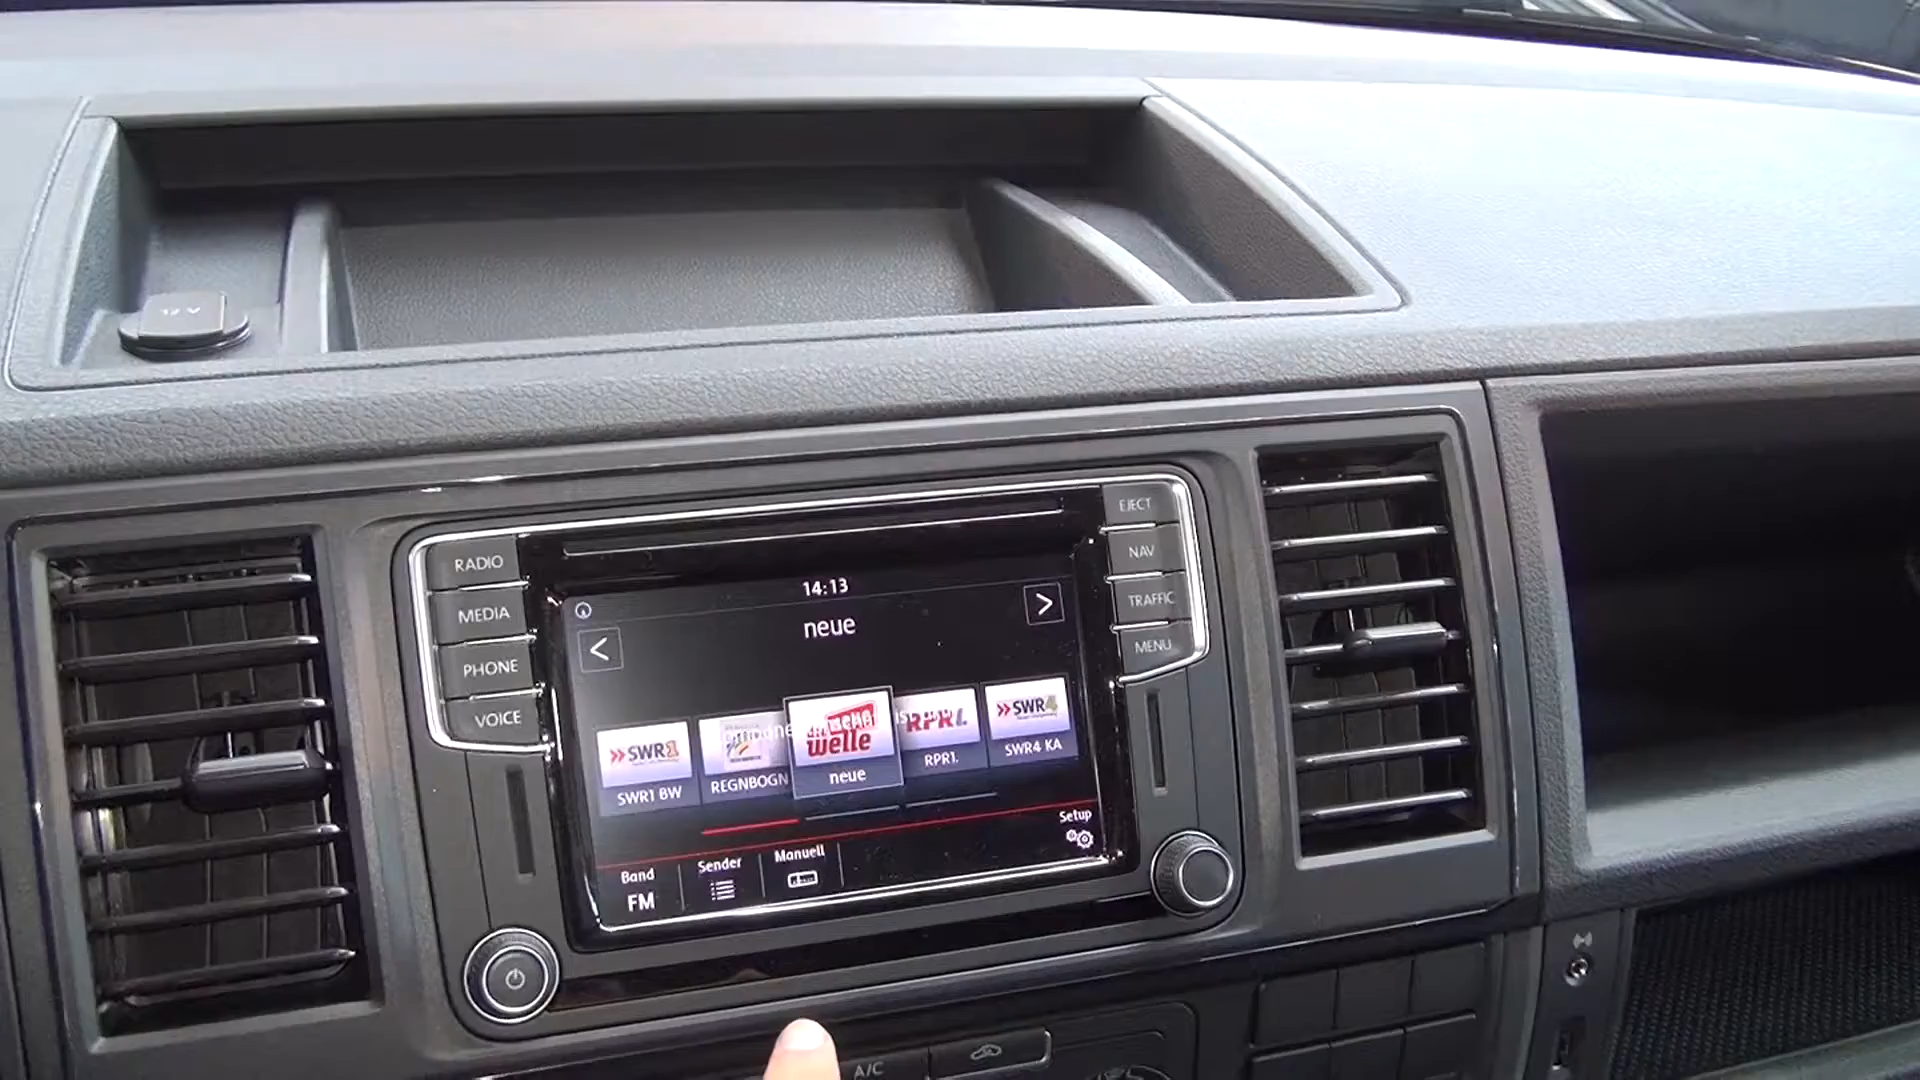 12 V
EJECT
RADIO
NAV
MEDIA
TRAFFIC
PHONE
MENU
VOICE
14:13
neue
SWR1
welle
RPR1.
SWR4
SWR1 BW
REGNBOGN
neue
RPR1.
SWR4 KA
Setup
Band
Sender
Manuell
FM
A/C